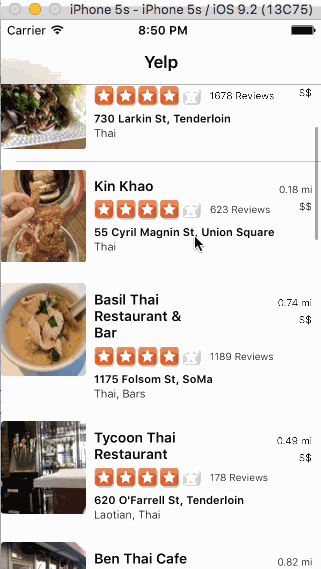 iPhone 5s - iPhone 5s / iOS 9.2 (13C75)
Carrier 8:50 PM
Yelp
1678 Reviews $$
730 Larkin St, Tenderloin
Thai
Kin Khao 0.18 mi
623 Reviews $$
55 Cyril Magnin St, Union Square
Thai
Basil Thai 0.74 mi
Restaurant & $$
Bar
1189 Reviews
1175 Folsom St, SoMa
Thai, Bars
Tycoon Thai 0.49 mi
Restaurant $$
178 Reviews
620 O'Farrell St, Tenderloin
Laotian, Thai
Ben Thai Cafe 0.82 mi